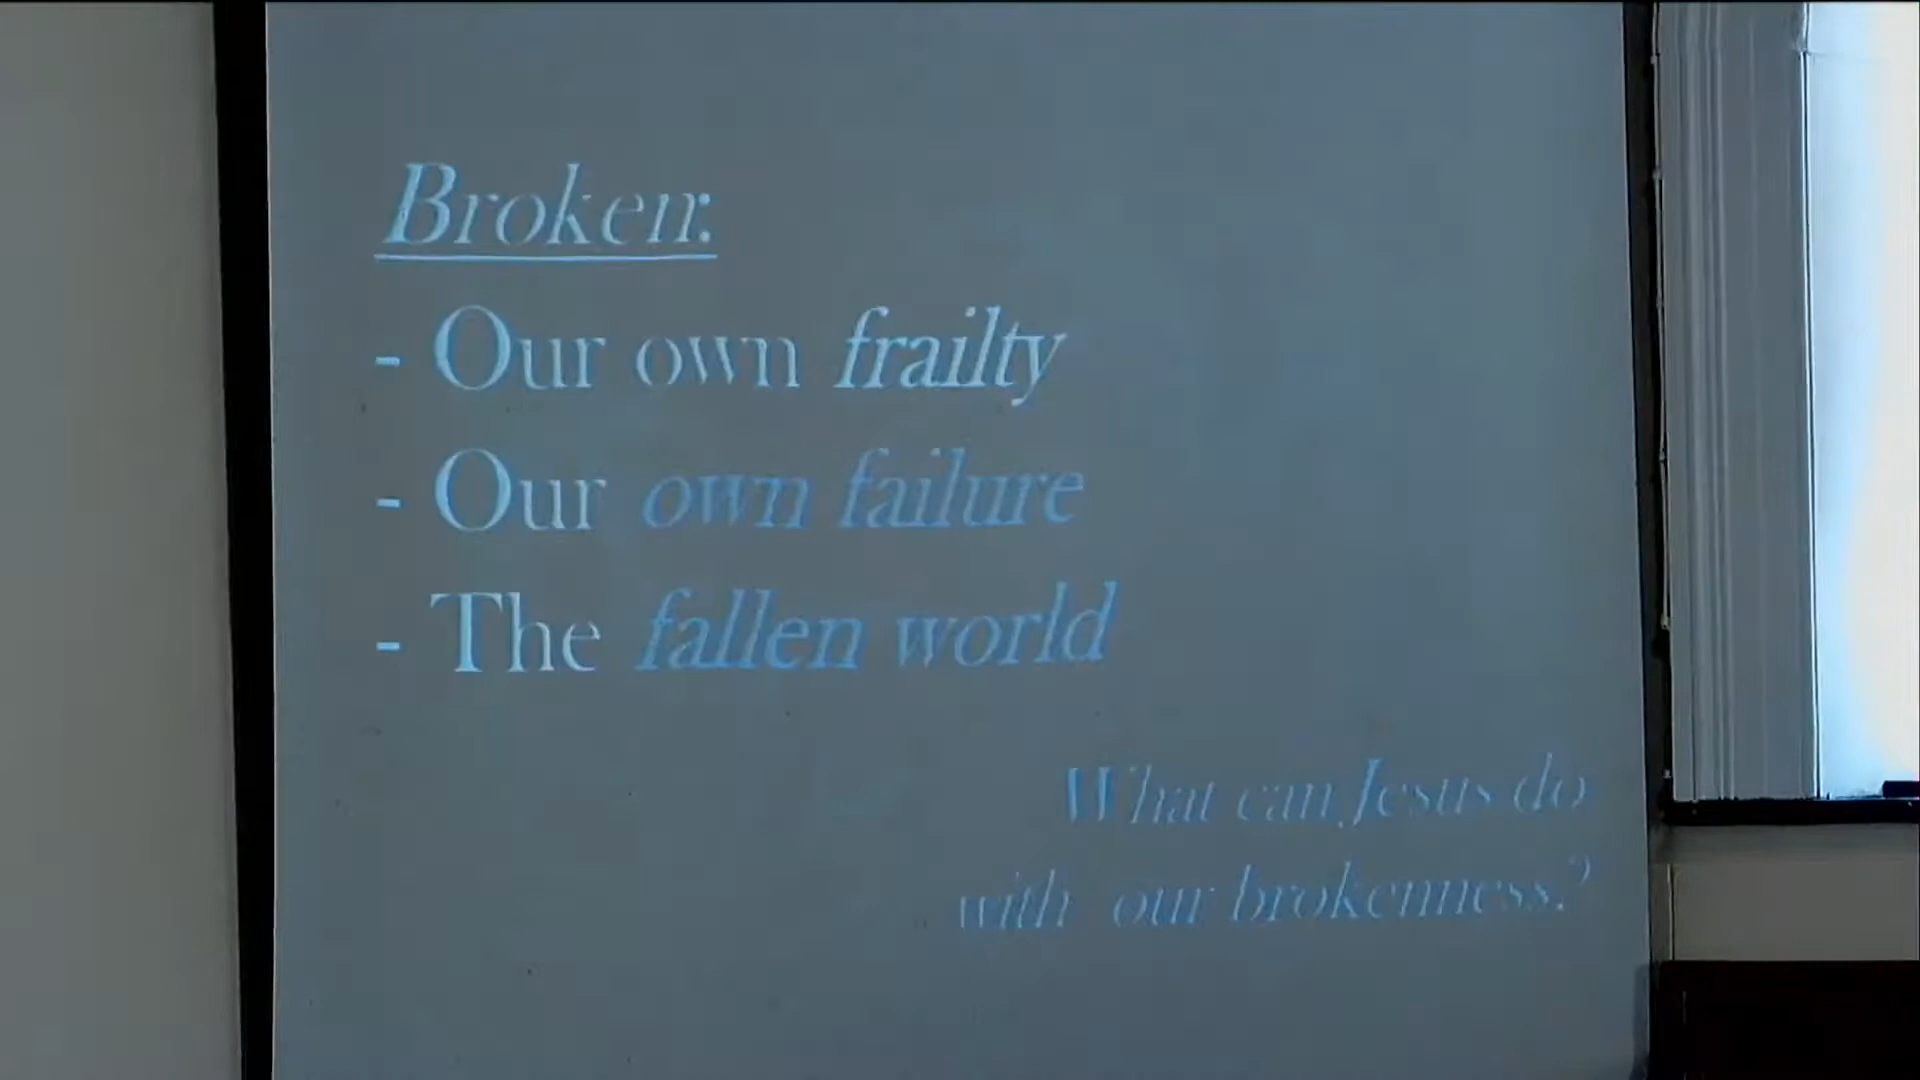 Broken:
- Our own frailty
- Our own failure
- The fallen world
What can Jesus do
with our brokenness?